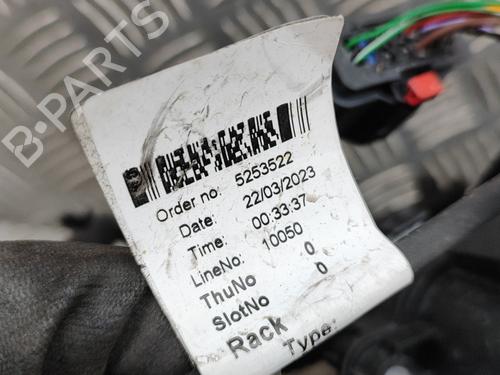 B-PARTS
Order no: 5253522
Date: 22/03/2023
Time: 00:33:37
LineNo: 10050
ThuNo 0
SlotNo 0
Rack
Type: